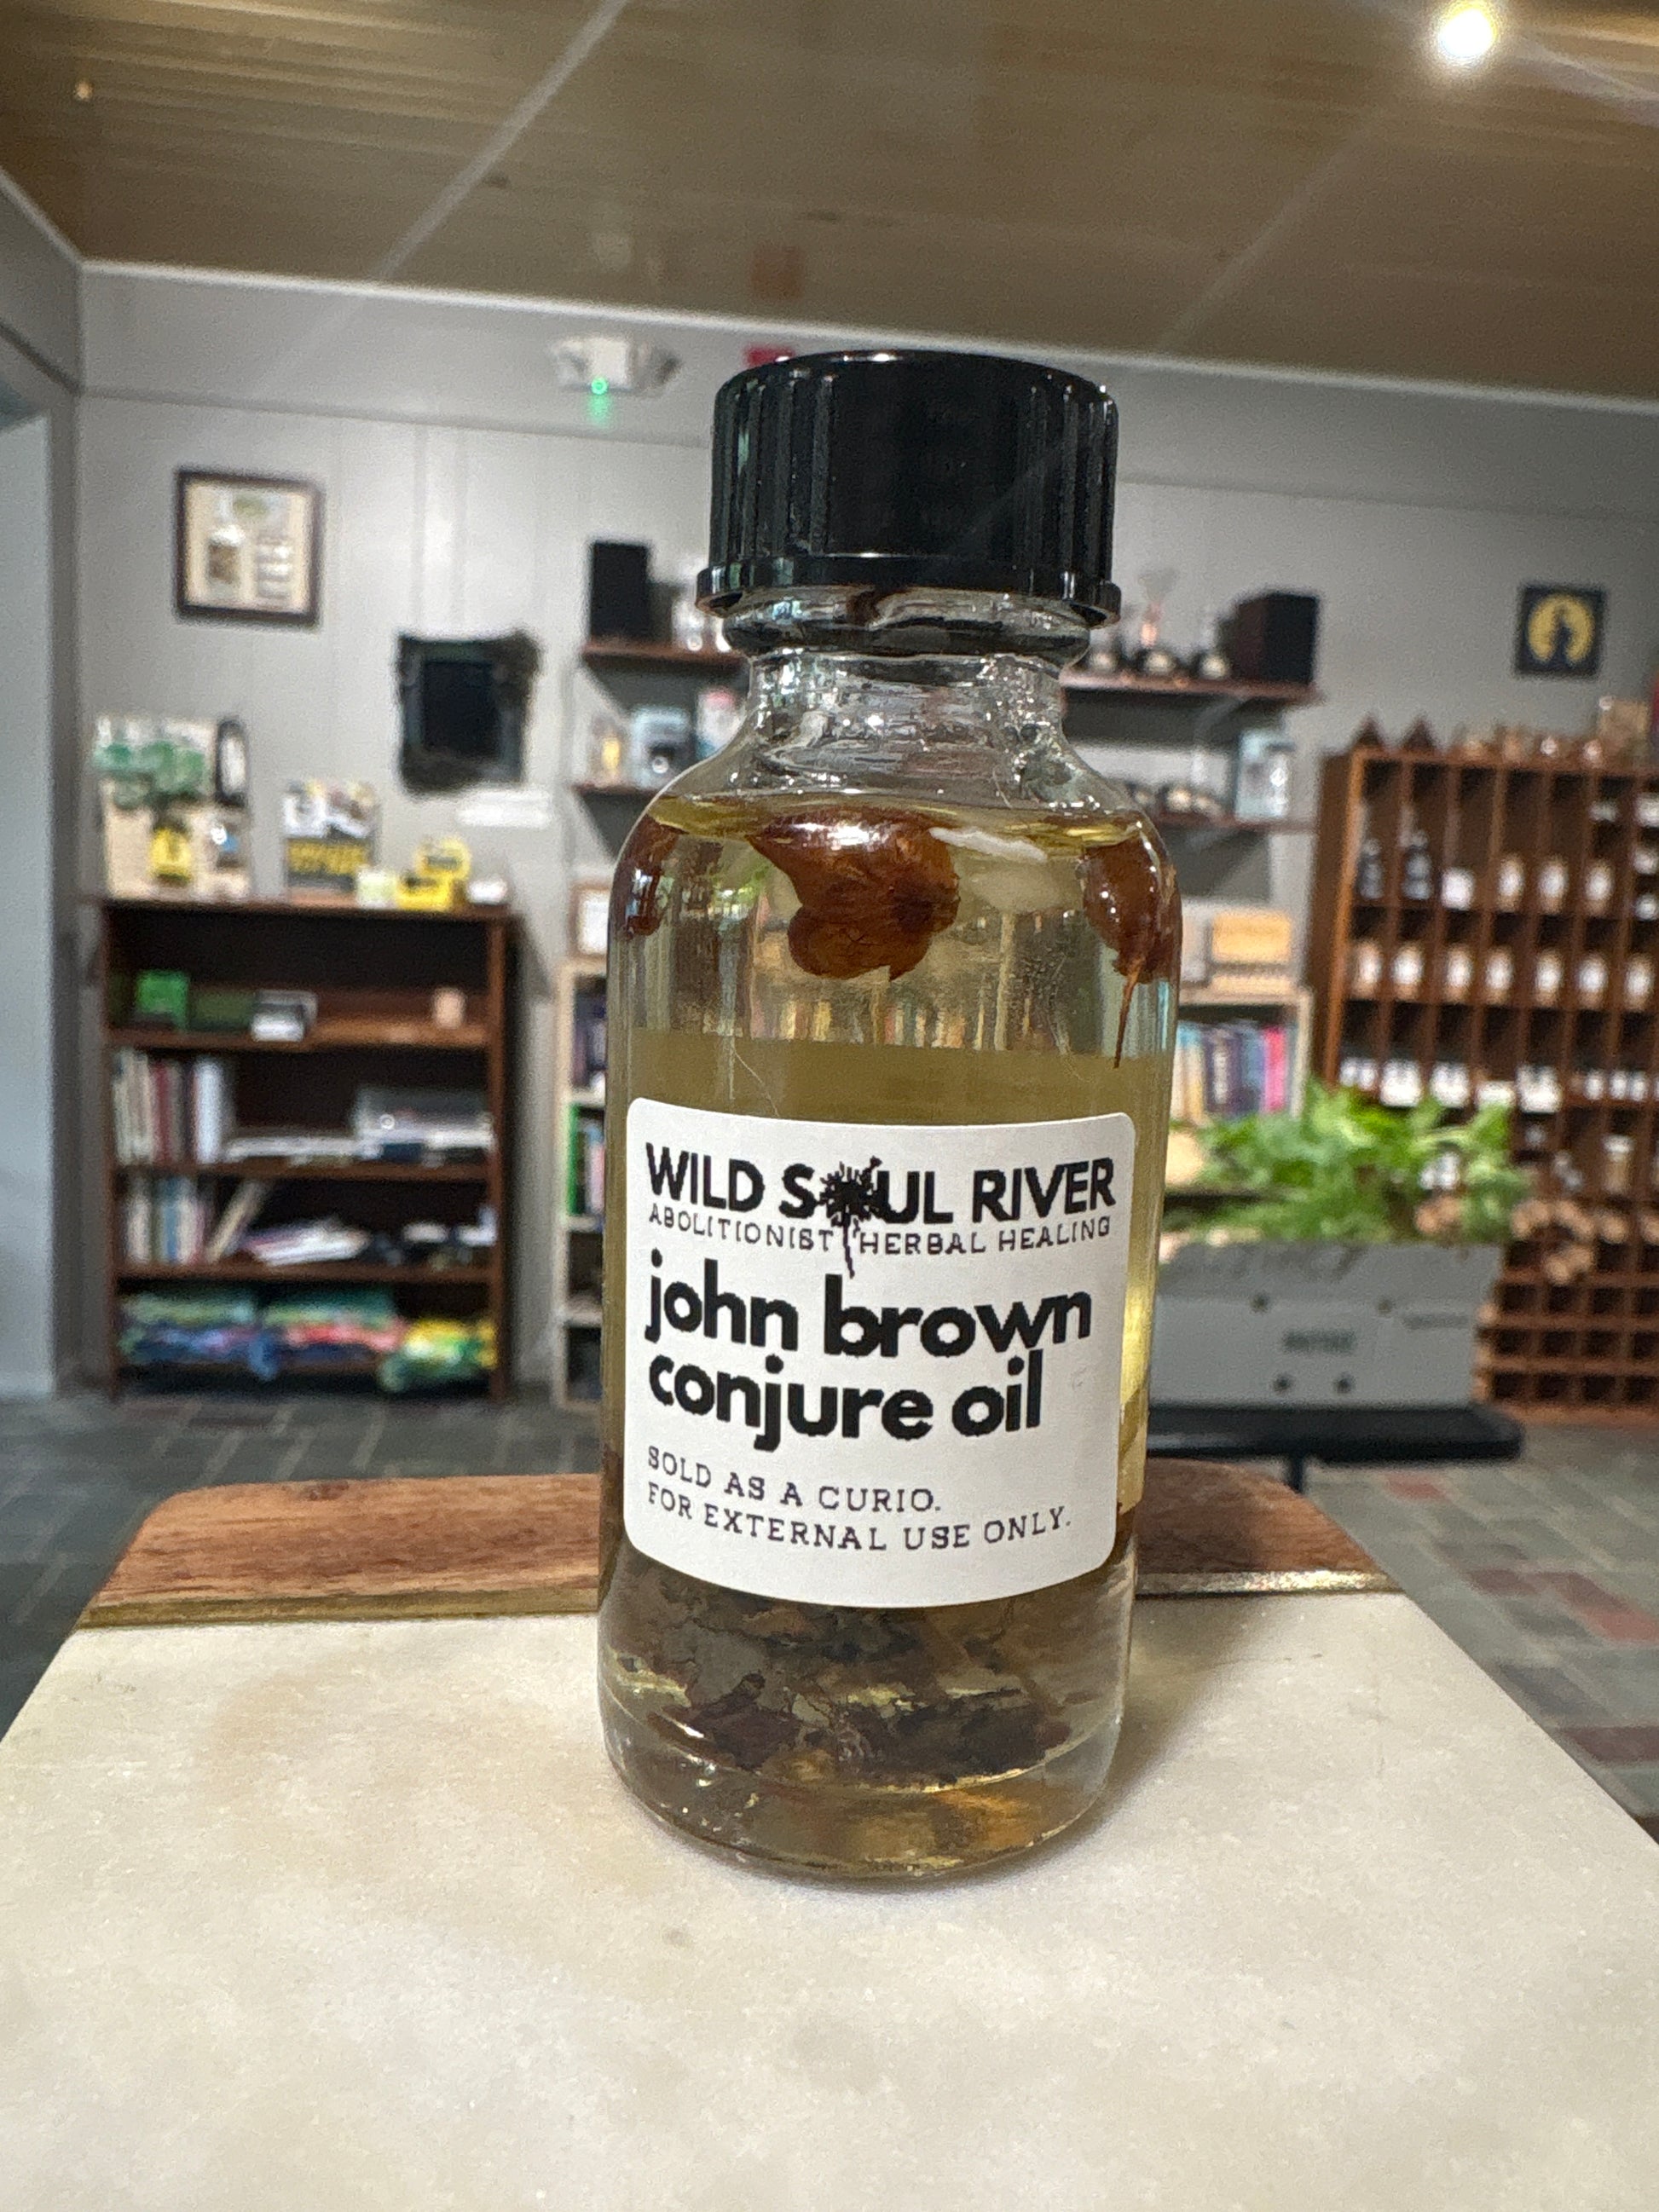 WILD SOUL RIVER
ABOLITIONIST HERBAL HEALING
john brown
conjure oil
SOLD AS A CURIO.
FOR EXTERNAL USE ONLY.